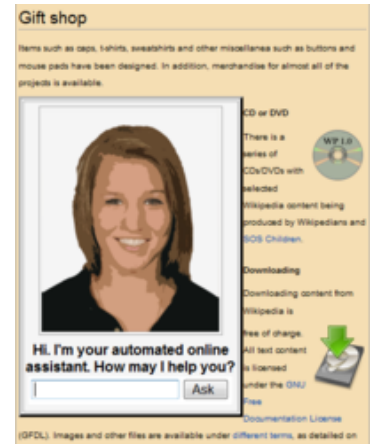 Gift shop
Items such as caps, t-shirts, sweatshirts and other miscellanea such as buttons and
mouse pads have been designed. In addition, merchandise for almost all of the
projects is available.
CD or DVD
There is a
series of
CDs/DVDs with
selected
Wikipedia content being
produced by Wikipedians and
SOS Children.
WP 1.0
Downloading
Downloading content from
Wikipedia is
free of charge.
All text content
is licensed
under the GNU
Free
Documentation License
Hi. I'm your automated online
assistant. How may I help you?
Ask
(GFDL). Images and other files are available under different terms, as detailed on